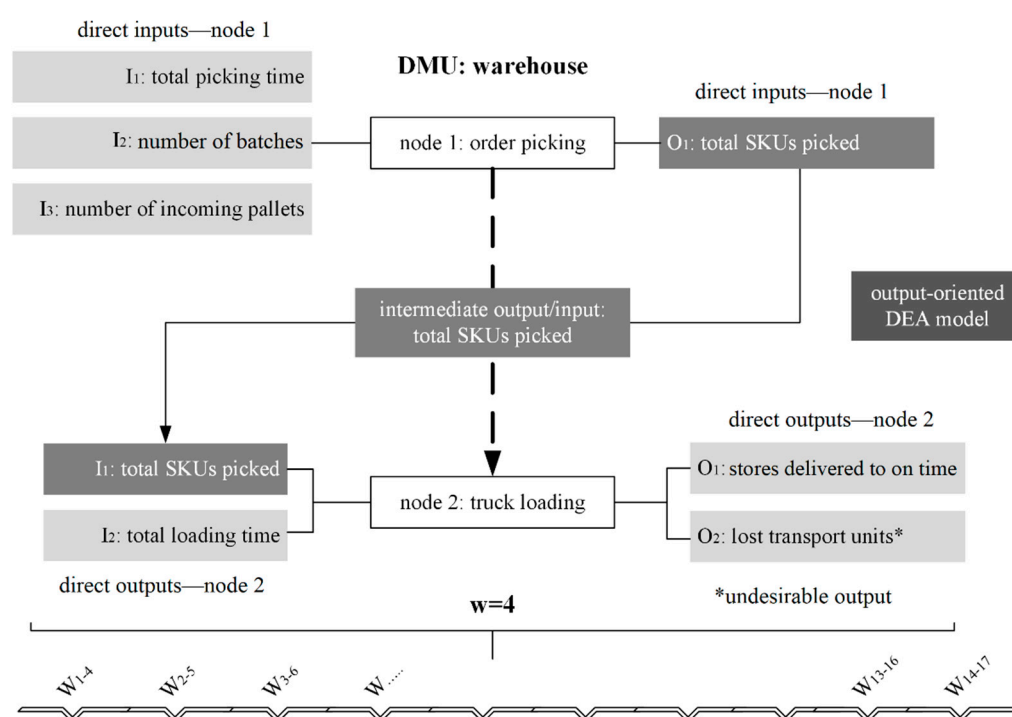 direct inputs—node 1
I1: total picking time
DMU: warehouse
direct inputs—node 1
I2: number of batches
node 1: order picking
O1: total SKUs picked
I3: number of incoming pallets
intermediate output/input:
total SKUs picked
output-oriented
DEA model
direct outputs—node 2
I1: total SKUs picked
O1: stores delivered to on time
node 2: truck loading
I2: total loading time
O2: lost transport units*
direct outputs—node 2
*undesirable output
w=4
W1-4
W2-5
W3-6
W.....
W13-16
W14-17